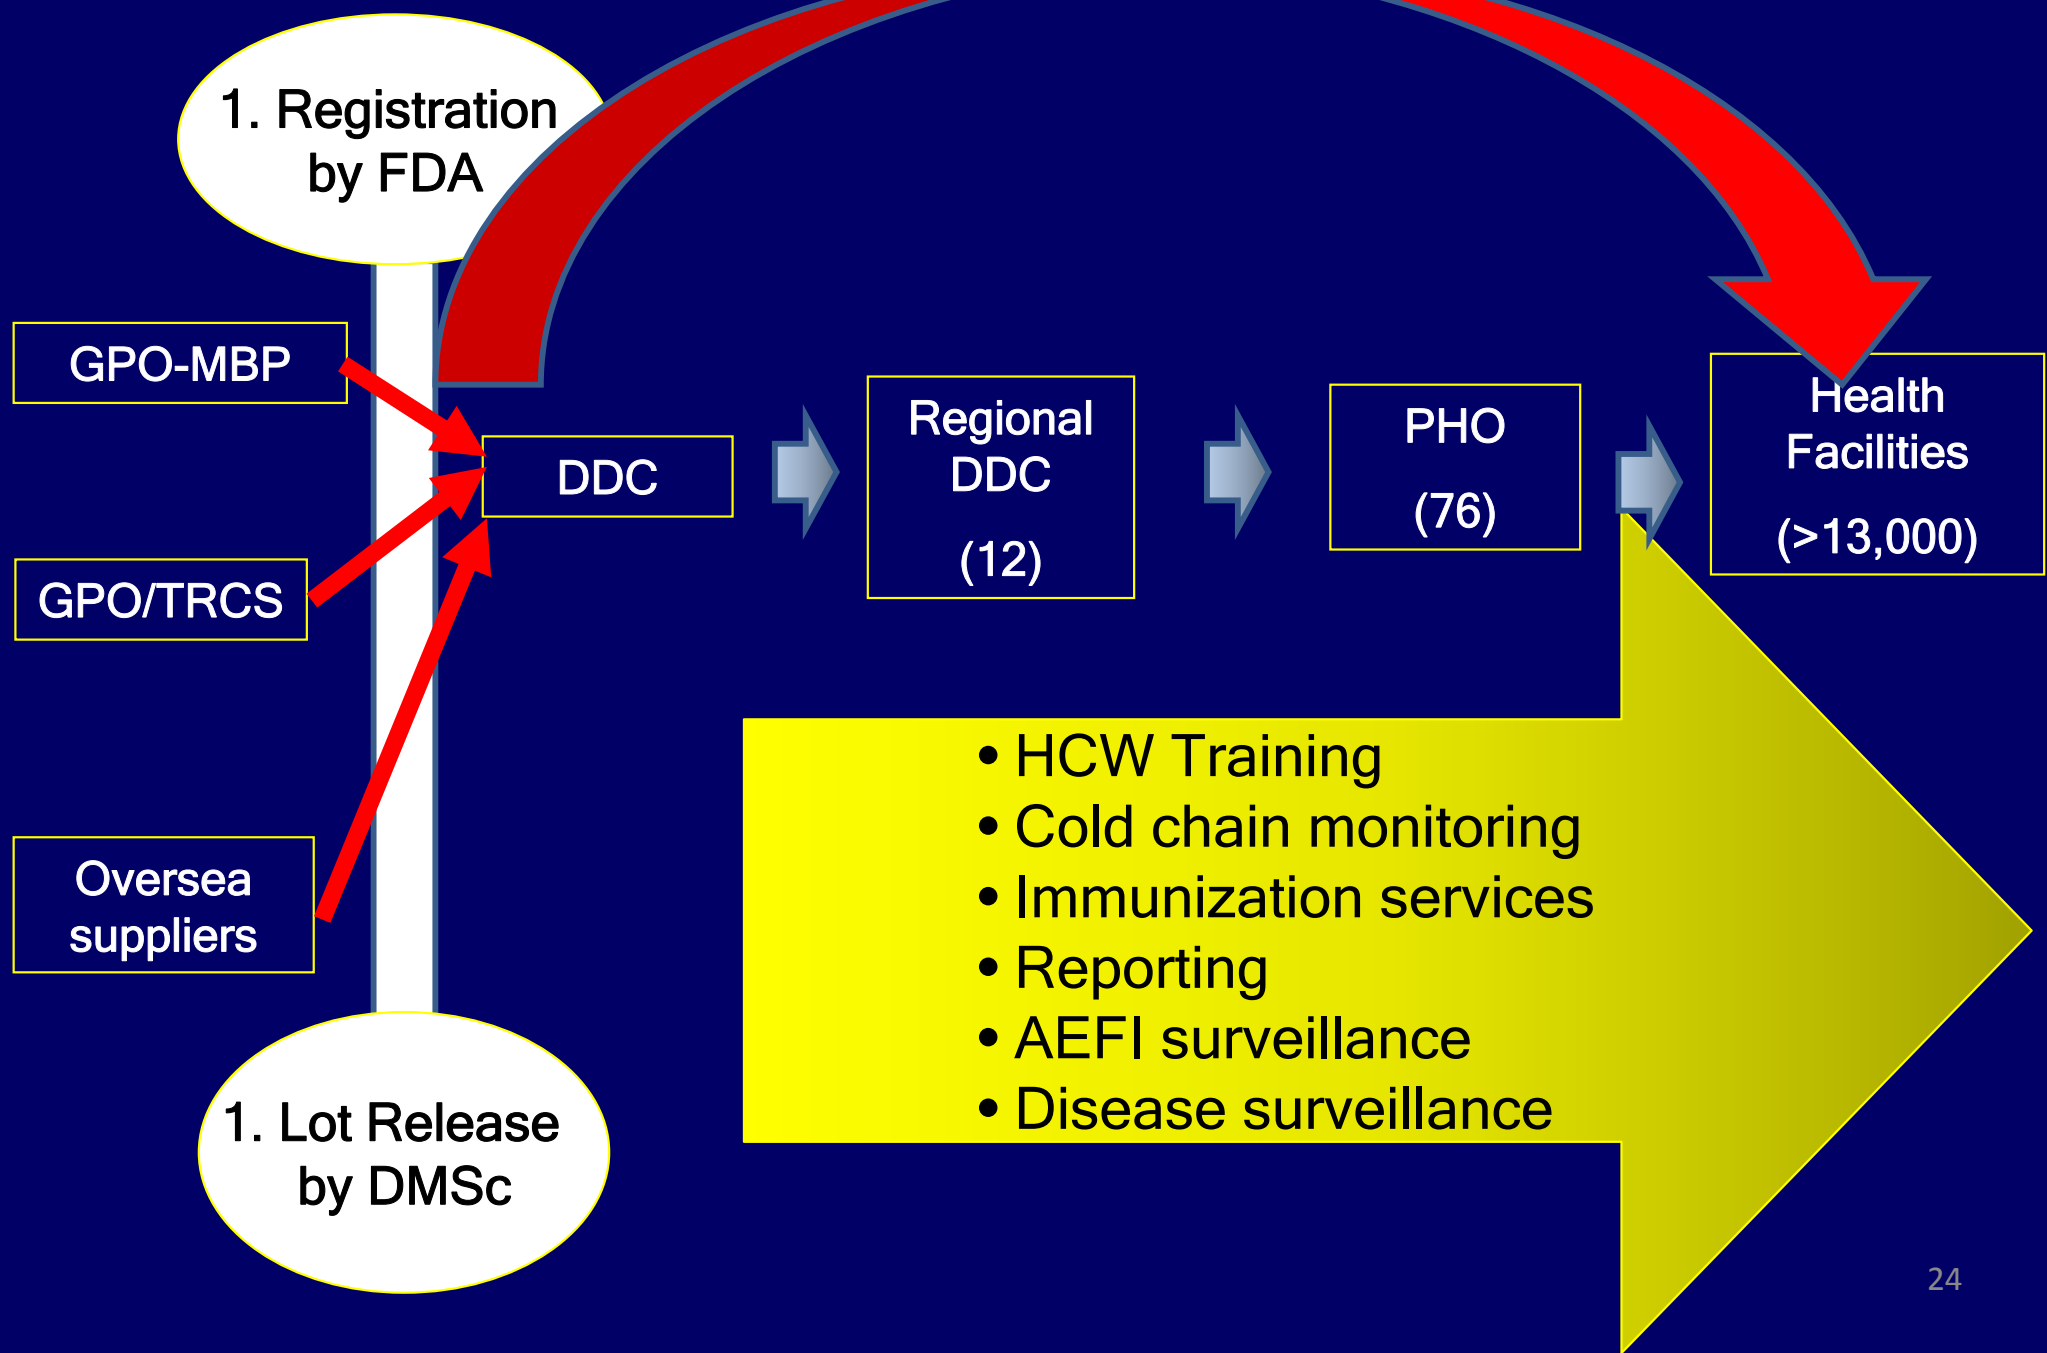 1. Registration
by FDA
GPO-MBP
GPO/TRCS
Oversea
suppliers
1. Lot Release
by DMSc
DDC
Regional
DDC
(12)
PHO
(76)
Health
Facilities
(>13,000)
• HCW Training
• Cold chain monitoring
• Immunization services
• Reporting
• AEFI surveillance
• Disease surveillance
24